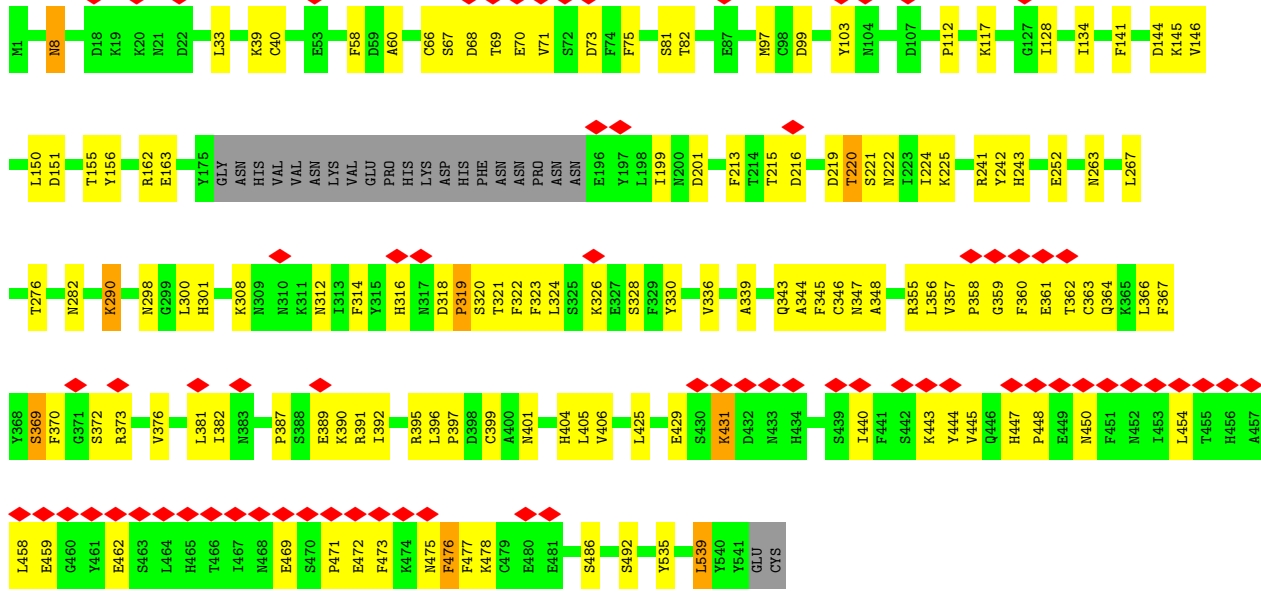 M1 N8 D18 K19 K20 N21 D22 L33 K39 C40 E53 F58 D59 A60 C66 S67 D68 T69 E70 V71 S72 D73 F74 F75 S81 T82 E87 M97 C98 D99 Y103 N104 D107 P112 K117 G127 I128 I134 F141 D144 K145 V146
L150 D151 T155 Y156 R162 E163 Y175 GLY ASN HIS VAL VAL ASN LYS VAL GLU PRO HIS LYS ASP HIS PHE ASN ASN PRO ASN ASN E196 Y197 L198 I199 N200 D201 F213 T214 T215 D216 D219 T220 S221 N222 I223 I224 K225 R241 Y242 H243 E252 N263 L267
T276 N282 K290 N298 G299 L300 H301 K308 N309 N310 K311 N312 I313 F314 Y315 H316 N317 D318 P319 S320 T321 F322 F323 L324 S325 K326 E327 S328 F329 Y330 V336 A339 Q343 A344 F345 C346 N347 A348 R355 L356 V357 P358 G359 F360 E361 T362 C363 Q364 K365 L366 F367
Y368 S369 F370 G371 S372 R373 V376 L381 I382 N383 P387 S388 E389 K390 R391 I392 R395 L396 P397 D398 C399 A400 N401 H404 L405 V406 L425 E429 S430 K431 D432 N433 H434 S439 I440 F441 S442 K443 Y444 V445 Q446 H447 P448 E449 N450 F451 N452 I453 L454 T455 H456 A457
L458 E459 G460 Y461 E462 S463 L464 H465 T466 I467 N468 E469 S470 P471 E472 F473 K474 N475 F476 F477 K478 C479 E480 E481 S486 S492 Y535 L539 Y540 Y541 GLU CYS